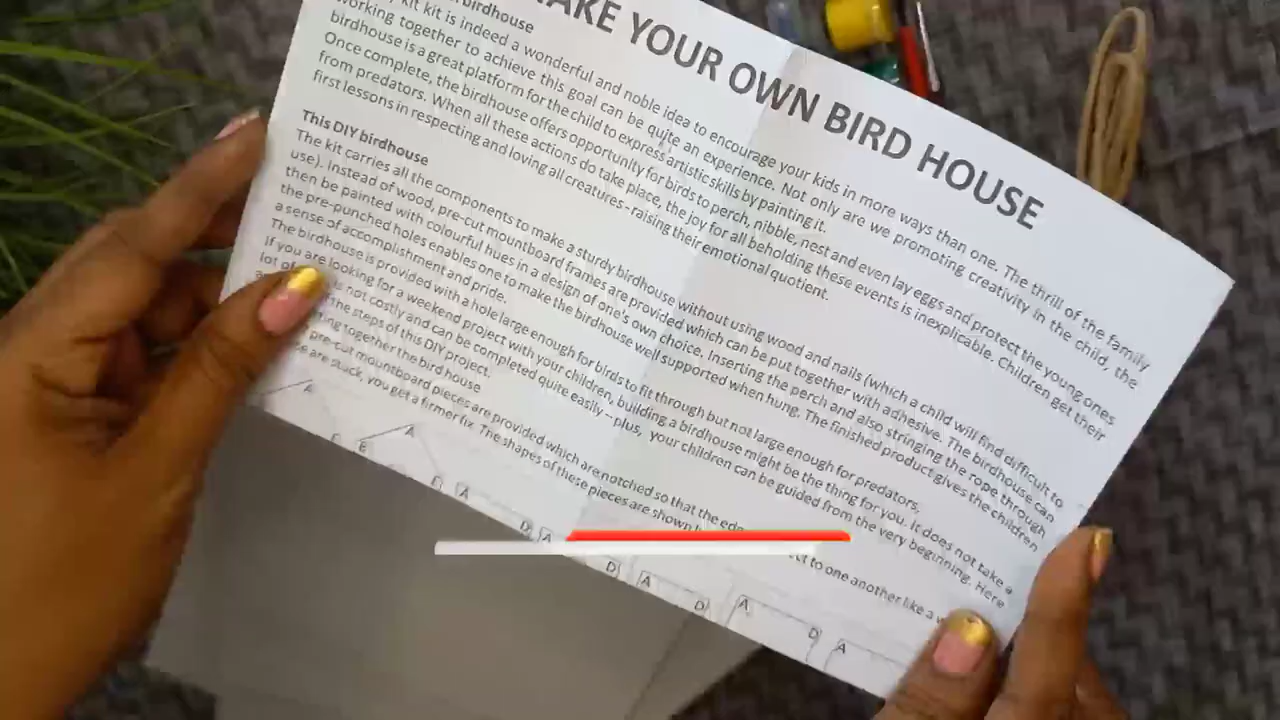 AKE YOUR OWN BIRD HOUSE
birdhouse
kit is indeed a wonderful and noble idea to encourage your kids in more ways than one. The thrill of the family
working together to achieve this goal can be quite an experience. Not only are we promoting creativity in the child, the
birdhouse is a great platform for the child to express artistic skills by painting it.
Once complete, the birdhouse offers opportunity for birds to perch, nibble, nest and even lay eggs and protect the young ones
from predators. When all these actions do take place, the joy for all beholding these events is inexplicable. Children get their
first lessons in respecting and loving all creatures – raising their emotional quotient.
This DIY birdhouse
The kit carries all the components to make a sturdy birdhouse without using wood and nails (which a child will find difficult to
use). Instead of wood, pre-cut mountboard frames are provided which can be put together with adhesive. The birdhouse can
then be painted with colourful hues in a design of one's own choice. Inserting the perch and also stringing the rope through
the pre-punched holes enables one to make the birdhouse well supported when hung. The finished product gives the children
a sense of accomplishment and pride.
The birdhouse is provided with a hole large enough for birds to fit through but not large enough for predators.
If you are looking for a weekend project with your children, building a birdhouse might be the thing for you. It does not take a
lot of is not costly and can be completed quite easily – plus, your children can be guided from the very beginning. Here
the steps of this DIY project.
together the bird house
pre-cut mountboard pieces are provided which are notched so that the to one another like a
are stuck, you get a firmer fix. The shapes of these pieces are shown
A A E A D A D A D A D A